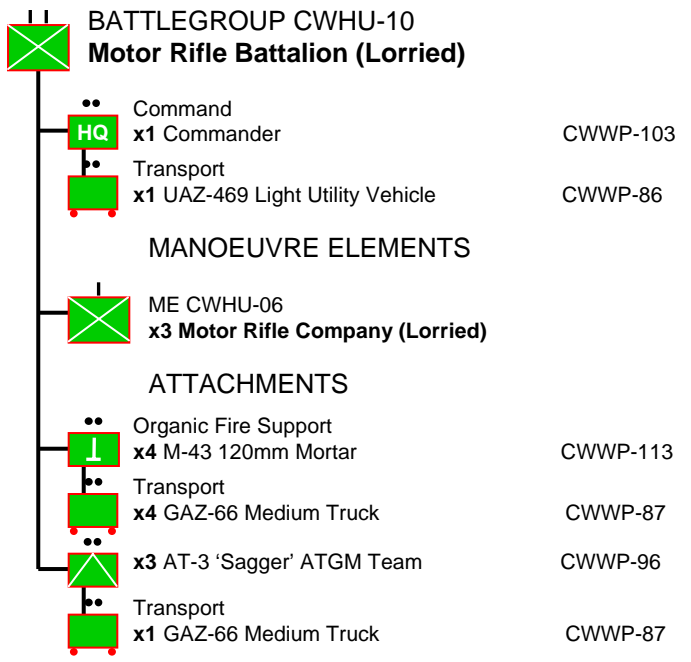 BATTLEGROUP CWHU-10
Motor Rifle Battalion (Lorried)
Command
HQ x1 Commander CWWP-103
Transport
x1 UAZ-469 Light Utility Vehicle CWWP-86
MANOEUVRE ELEMENTS
ME CWHU-06
x3 Motor Rifle Company (Lorried)
ATTACHMENTS
Organic Fire Support
x4 M-43 120mm Mortar CWWP-113
Transport
x4 GAZ-66 Medium Truck CWWP-87
x3 AT-3 ‘Sagger’ ATGM Team CWWP-96
Transport
x1 GAZ-66 Medium Truck CWWP-87